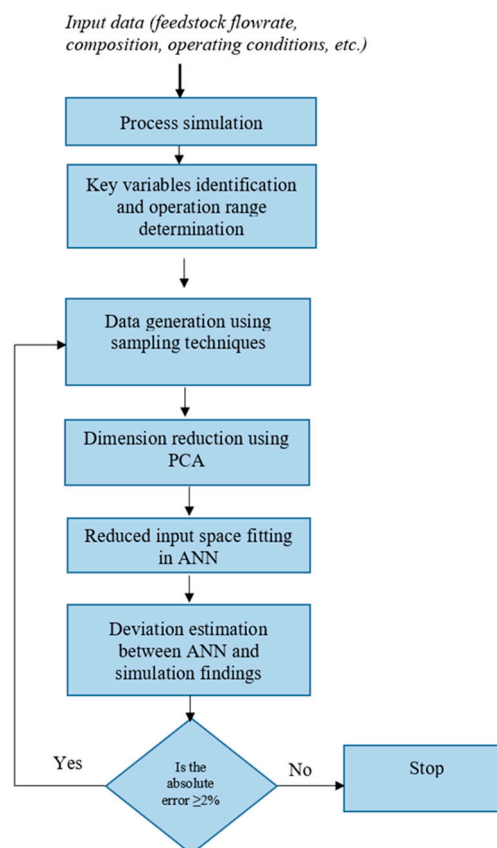 Input data (feedstock flowrate,
composition, operating conditions, etc.)
Process simulation
Key variables identification
and operation range
determination
Data generation using
sampling techniques
Dimension reduction using
PCA
Reduced input space fitting
in ANN
Deviation estimation
between ANN and
simulation findings
Yes
Is the
absolute
error ≥2%
No
Stop